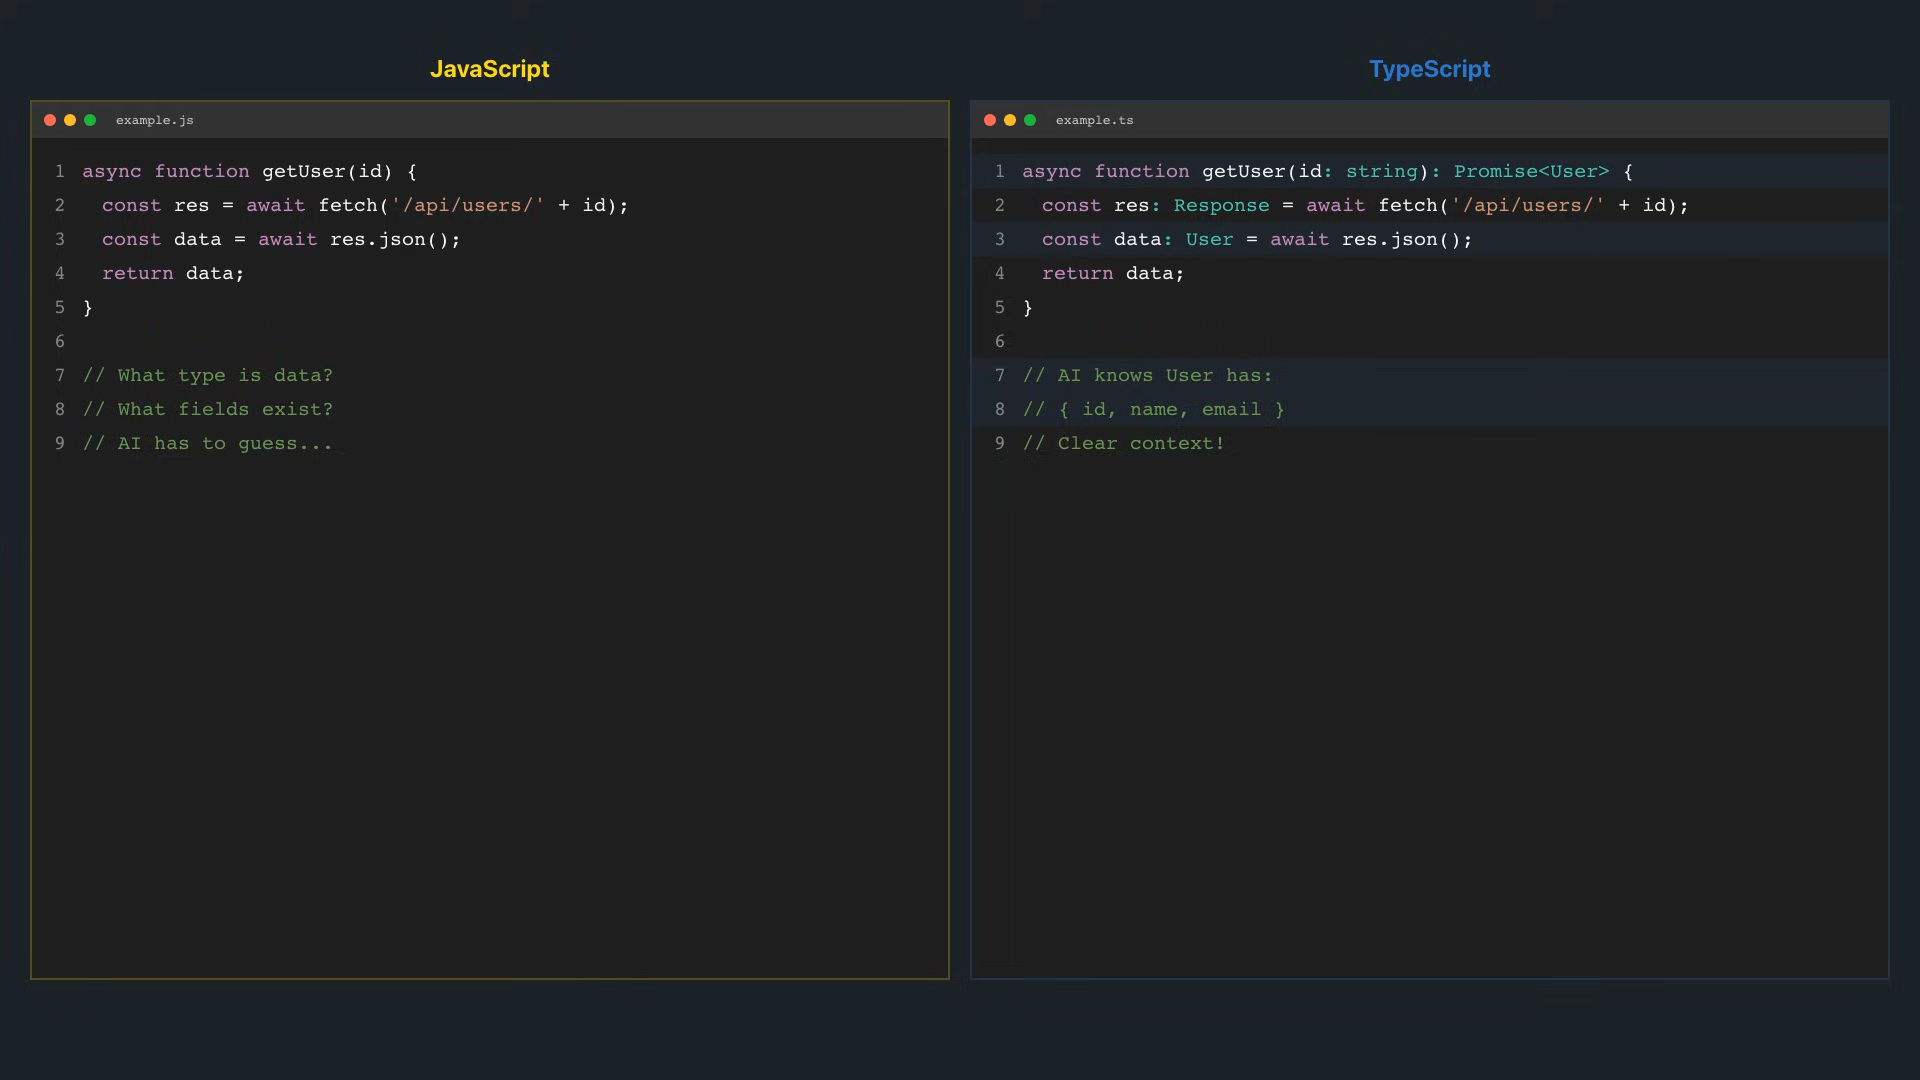 JavaScript
example.js
1 async function getUser(id) {
2   const res = await fetch('/api/users/' + id);
3   const data = await res.json();
4   return data;
5 }
6
7 // What type is data?
8 // What fields exist?
9 // AI has to guess...
TypeScript
example.ts
1 async function getUser(id: string): Promise<User> {
2   const res: Response = await fetch('/api/users/' + id);
3   const data: User = await res.json();
4   return data;
5 }
6
7 // AI knows User has:
8 // { id, name, email }
9 // Clear context!